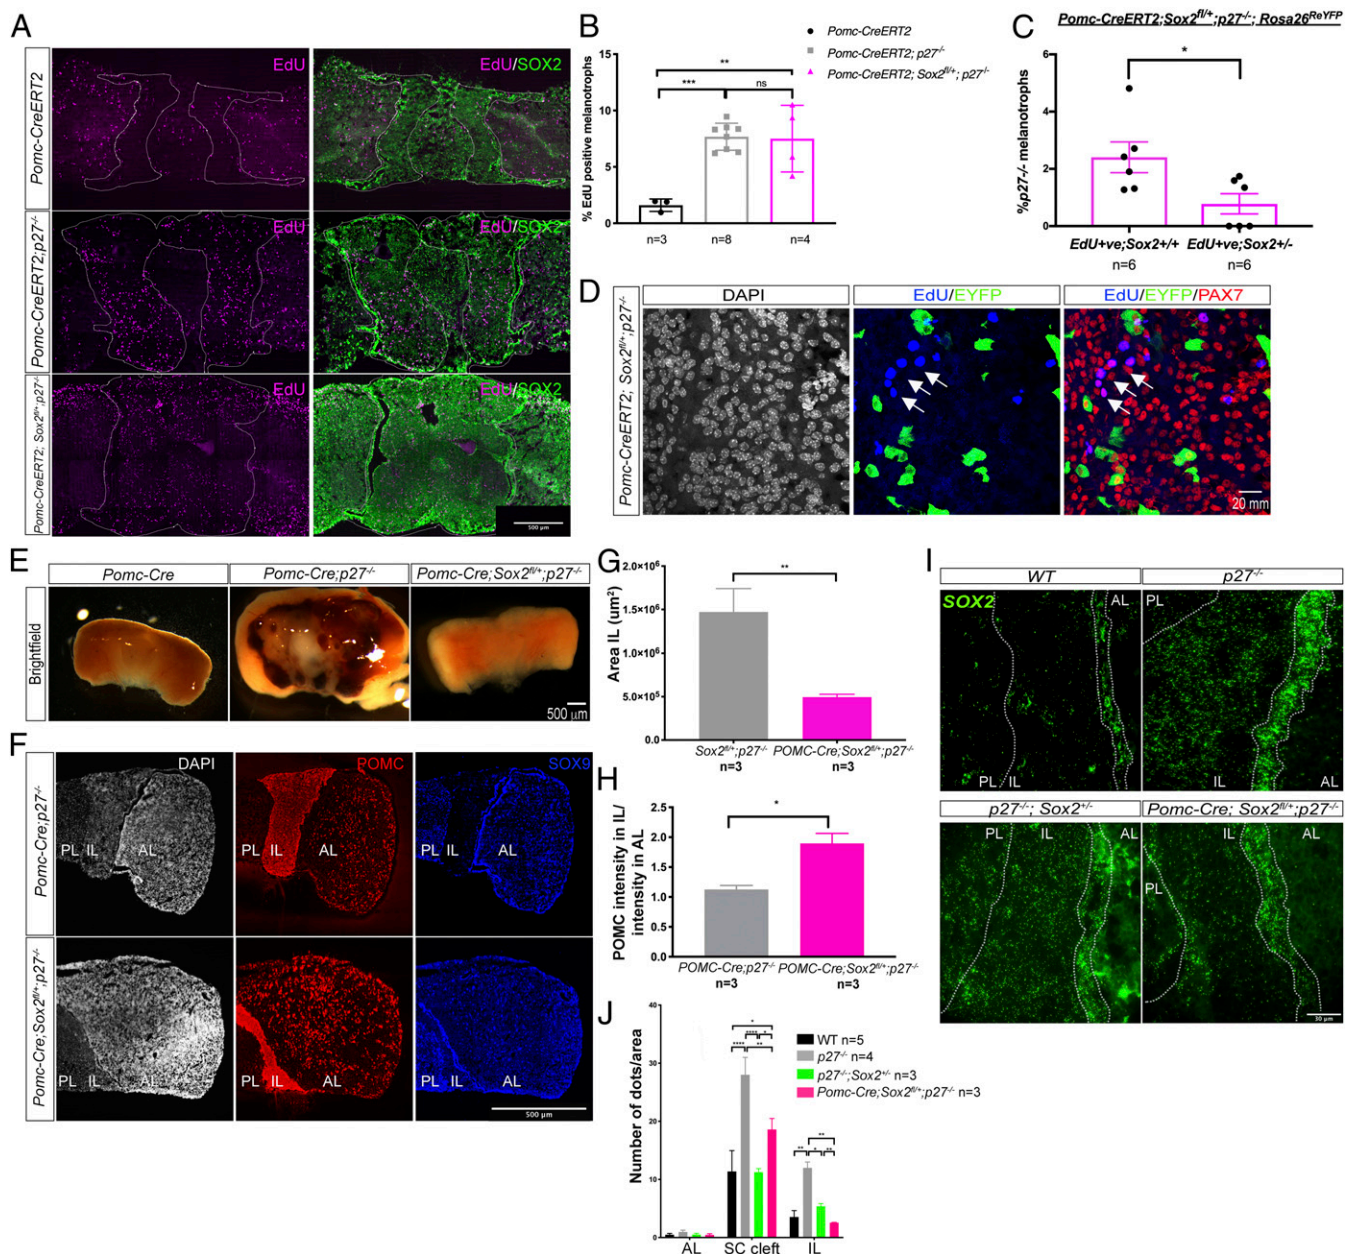 A
Pomc-CreERT2
EdU
EdU/SOX2
Pomc-CreERT2;p27-/-
EdU
EdU/SOX2
Pomc-CreERT2; Sox2fl/+;p27-/-
EdU
EdU/SOX2
500 µm
B
% EdU positive melanotrophs
15
10
5
0
** 
***
ns
n=3
n=8
n=4
Pomc-CreERT2
Pomc-CreERT2; p27-/-
Pomc-CreERT2; Sox2fl/+; p27-/-
C
Pomc-CreERT2;Sox2fl/+;p27-/-; Rosa26ReYFP
%p27-/- melanotrophs
6
4
2
0
*
EdU+ve;Sox2+/+
EdU+ve;Sox2+/-
n=6
n=6
D
Pomc-CreERT2; Sox2fl/+;p27-/-
DAPI
EdU/EYFP
EdU/EYFP/PAX7
20 mm
E
Pomc-Cre
Pomc-Cre;p27-/-
Pomc-Cre;Sox2fl/+;p27-/-
Brightfield
500 µm
F
Pomc-Cre;p27-/-
DAPI
POMC
SOX9
PL IL AL
PL IL AL
PL IL AL
Pomc-Cre;Sox2fl/+;p27-/-
PL IL AL
PL IL AL
PL IL AL
500 µm
G
Area IL (um2)
2.0×106
1.5×106
1.0×106
5.0×105
0.0
**
Sox2fl/+;p27-/-
POMC-Cre;Sox2fl/+;p27-/-
n=3
n=3
H
POMC intensity in IL/
intensity in AL
2.5
2.0
1.5
1.0
0.5
0.0
*
POMC-Cre;p27-/-
POMC-Cre;Sox2fl/+;p27-/-
n=3
n=3
I
WT
p27-/-
SOX2
AL
PL IL
PL
IL
AL
p27-/-; Sox2+/-
Pomc-Cre; Sox2fl/+;p27-/-
PL IL AL
IL AL
PL
30 µm
J
Number of dots/area
40
30
20
10
0
*
**** *
**** **
**
** * **
WT n=5
p27-/- n=4
p27-/-;Sox2+/- n=3
Pomc-Cre;Sox2fl/+;p27-/- n=3
AL
SC cleft
IL